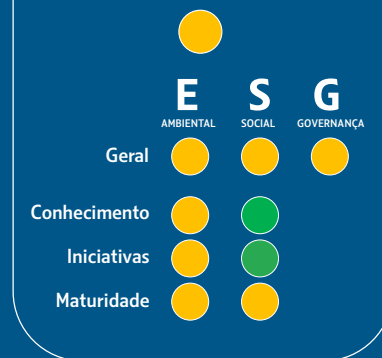 E S G
AMBIENTAL SOCIAL GOVERNANÇA
Geral
Conhecimento
Iniciativas
Maturidade